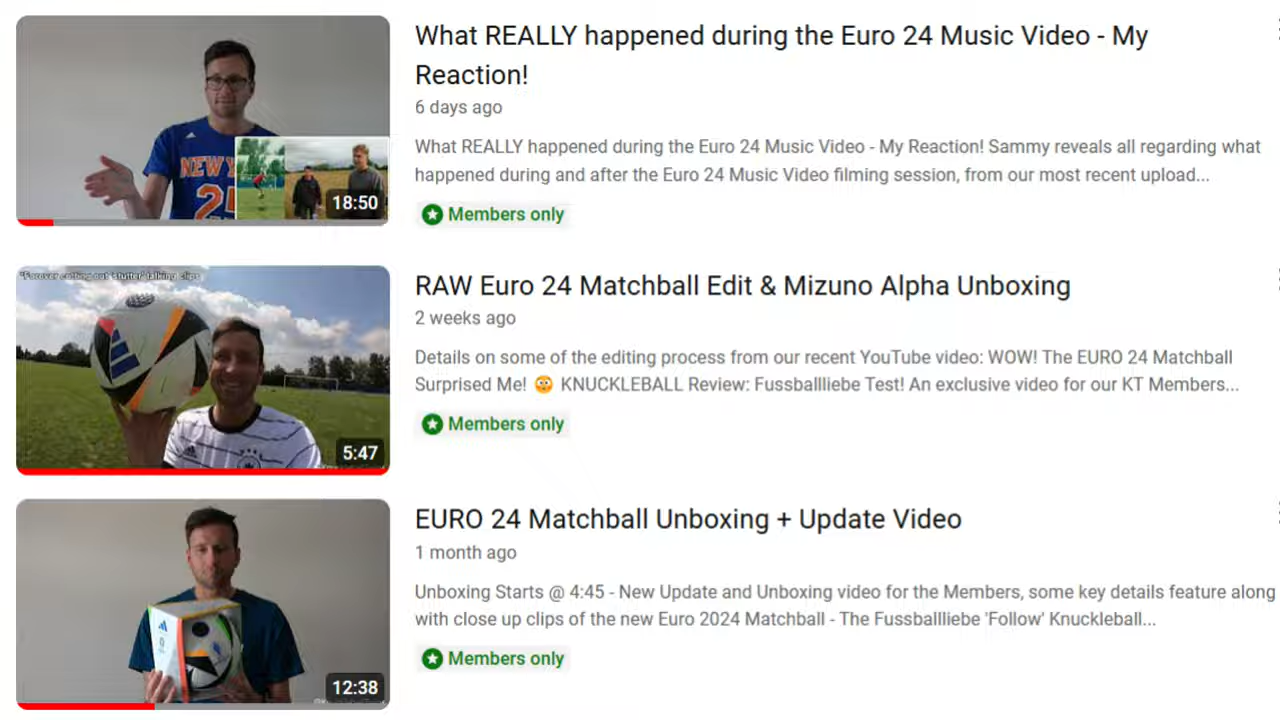 What REALLY happened during the Euro 24 Music Video - My
Reaction!
6 days ago
What REALLY happened during the Euro 24 Music Video - My Reaction! Sammy reveals all regarding what
happened during and after the Euro 24 Music Video filming session, from our most recent upload...
Members only
NEW Y
25
18:50
RAW Euro 24 Matchball Edit & Mizuno Alpha Unboxing
2 weeks ago
Details on some of the editing process from our recent YouTube video: WOW! The EURO 24 Matchball
Surprised Me! 😳 KNUCKLEBALL Review: Fussballliebe Test! An exclusive video for our KT Members...
Members only
5:47
EURO 24 Matchball Unboxing + Update Video
1 month ago
Unboxing Starts @ 4:45 - New Update and Unboxing video for the Members, some key details feature along
with close up clips of the new Euro 2024 Matchball - The Fussballliebe 'Follow' Knuckleball...
Members only
12:38